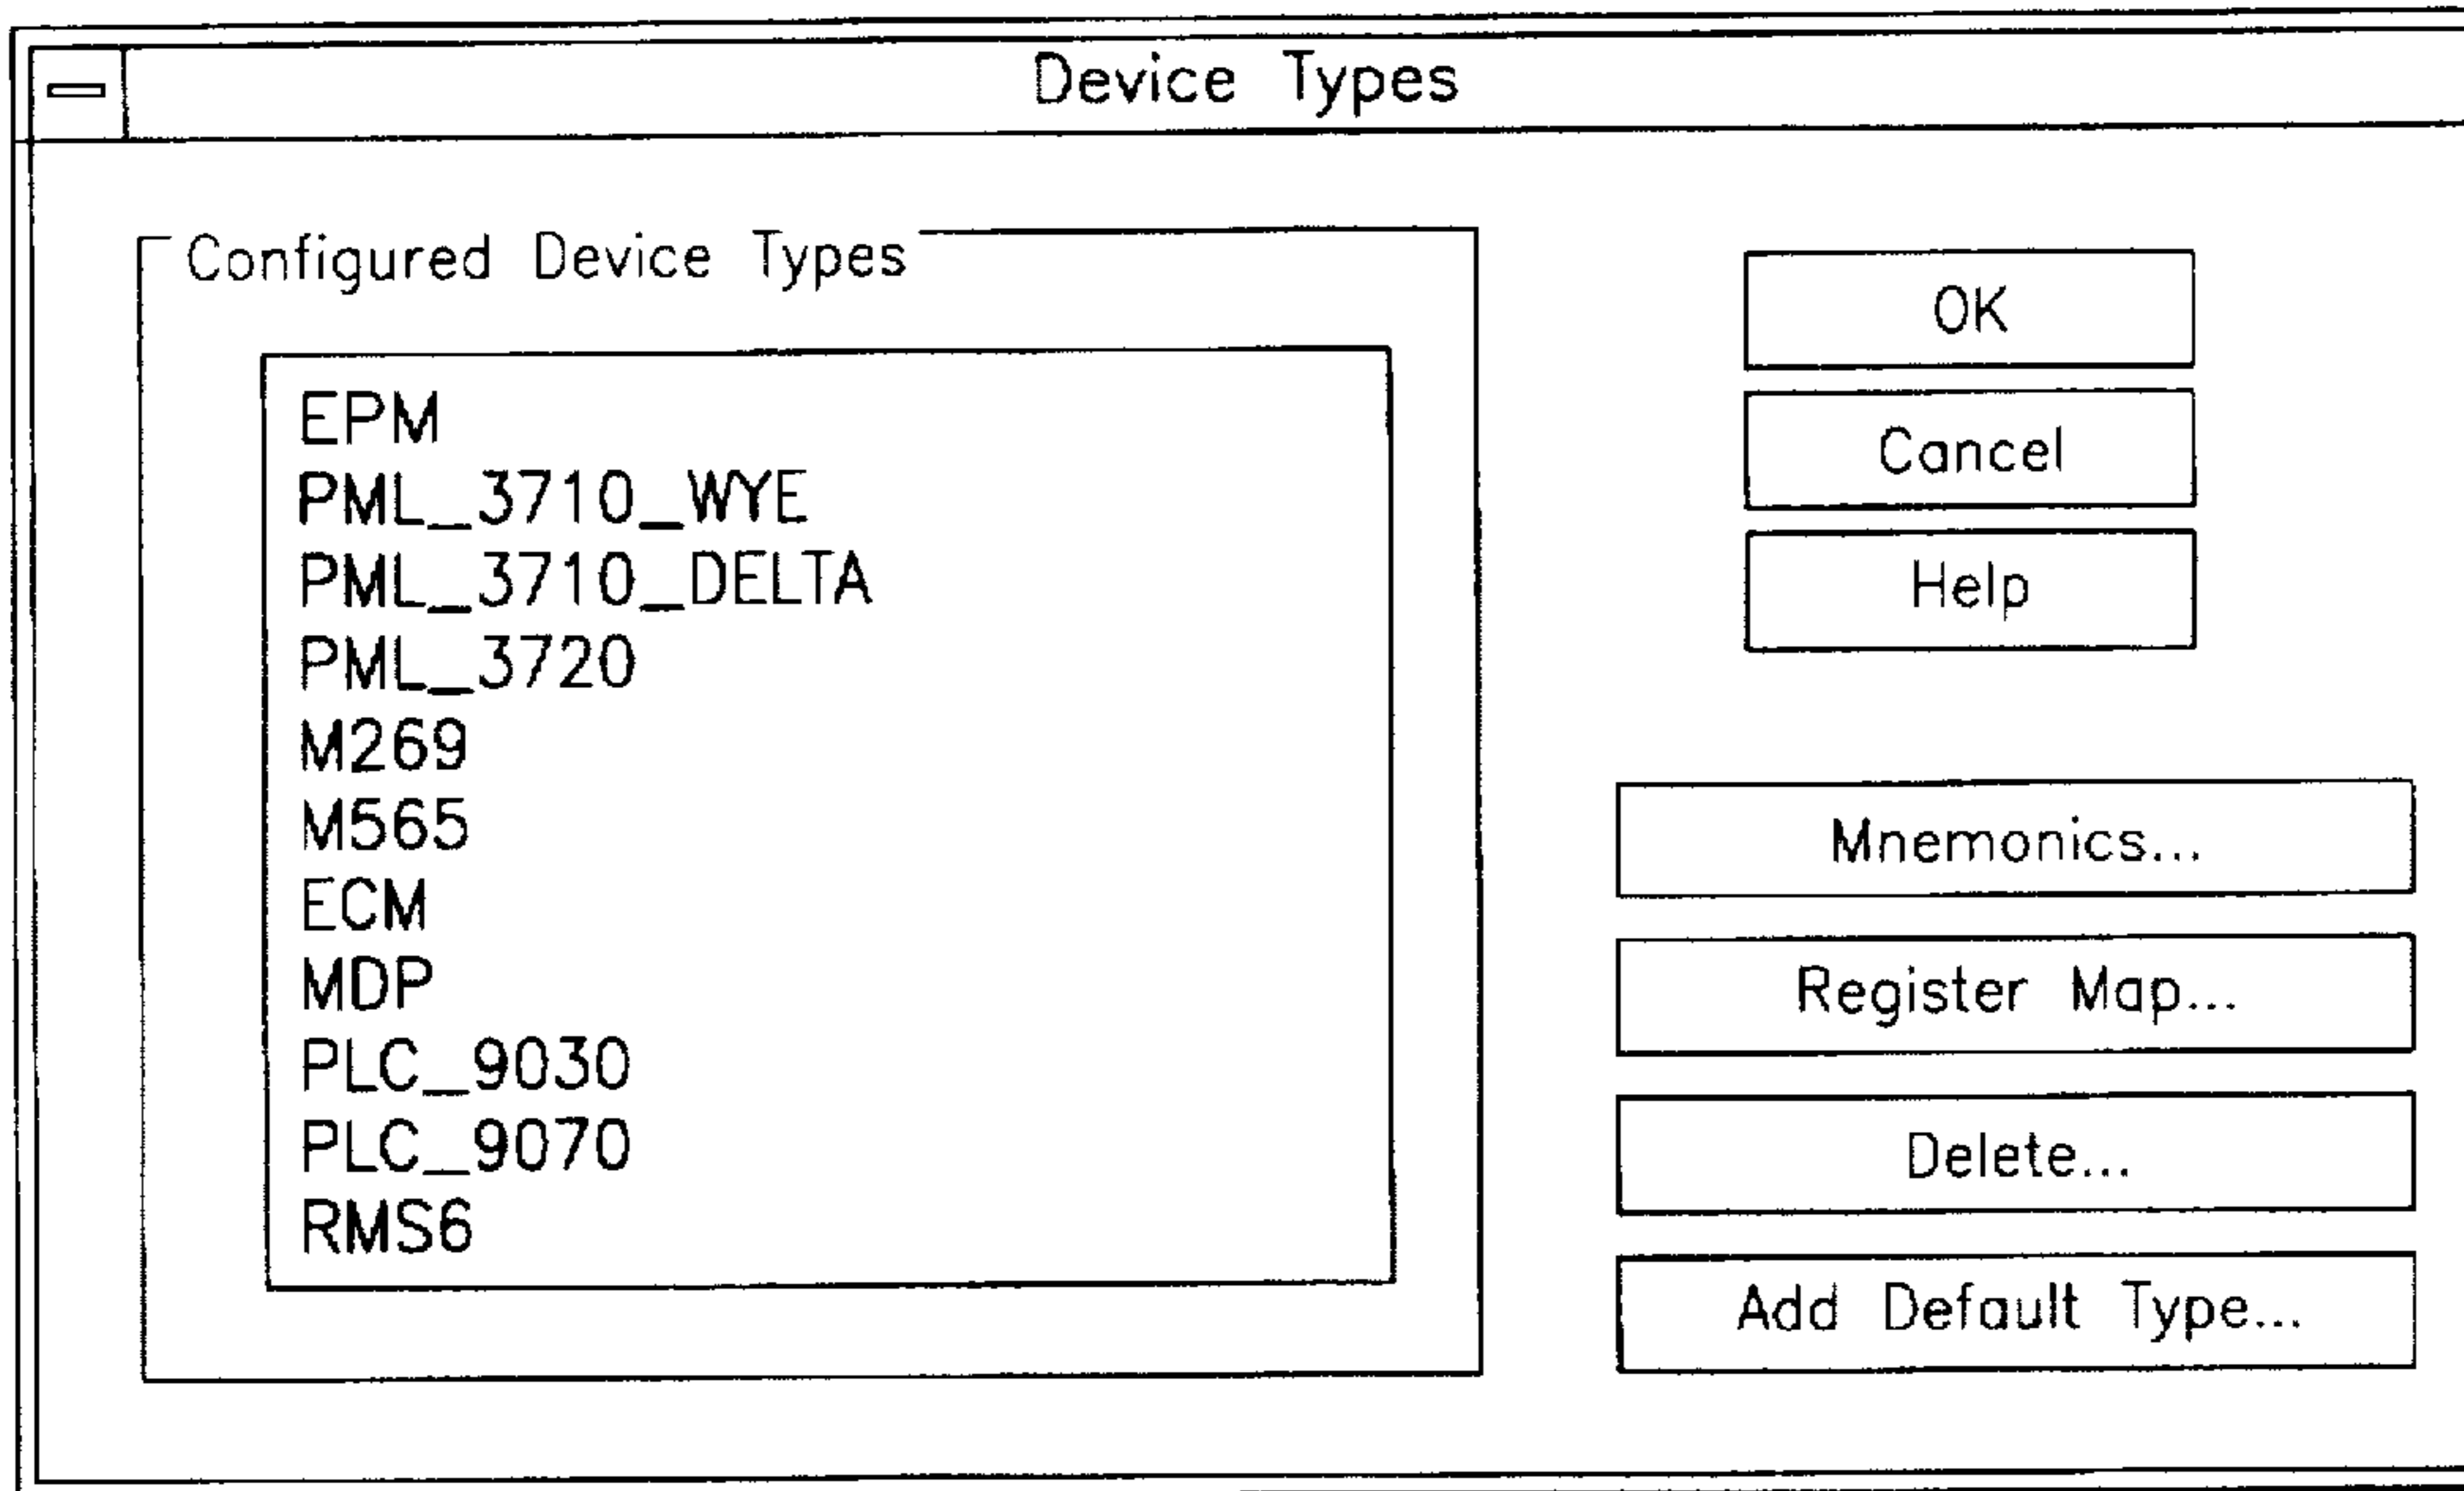 Device Types
Configured Device Types
EPM
PML_3710_WYE
PML_3710_DELTA
PML_3720
M269
M565
ECM
MDP
PLC_9030
PLC_9070
RMS6
OK
Cancel
Help
Mnemonics...
Register Map...
Delete...
Add Default Type...